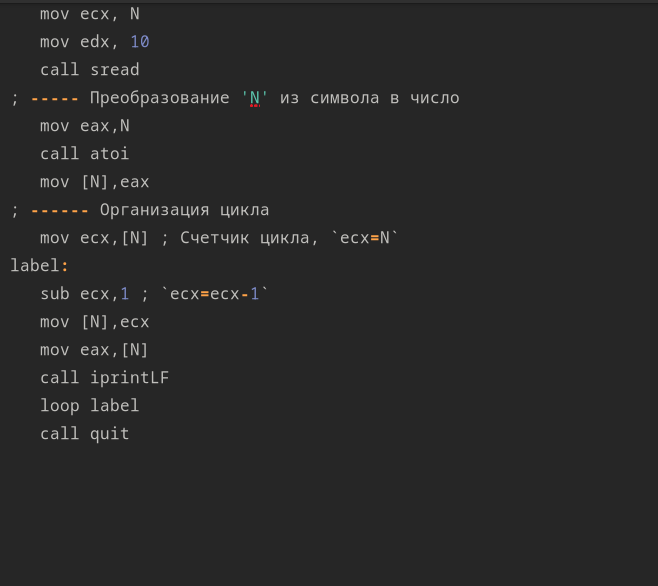 mov ecx, N
mov edx, 10
call sread
; ----- Преобразование 'N' из символа в число
mov eax,N
call atoi
mov [N],eax
; ------ Организация цикла
mov ecx,[N] ; Счетчик цикла, `ecx=N`
label:
sub ecx,1 ; `ecx=ecx-1`
mov [N],ecx
mov eax,[N]
call iprintLF
loop label
call quit